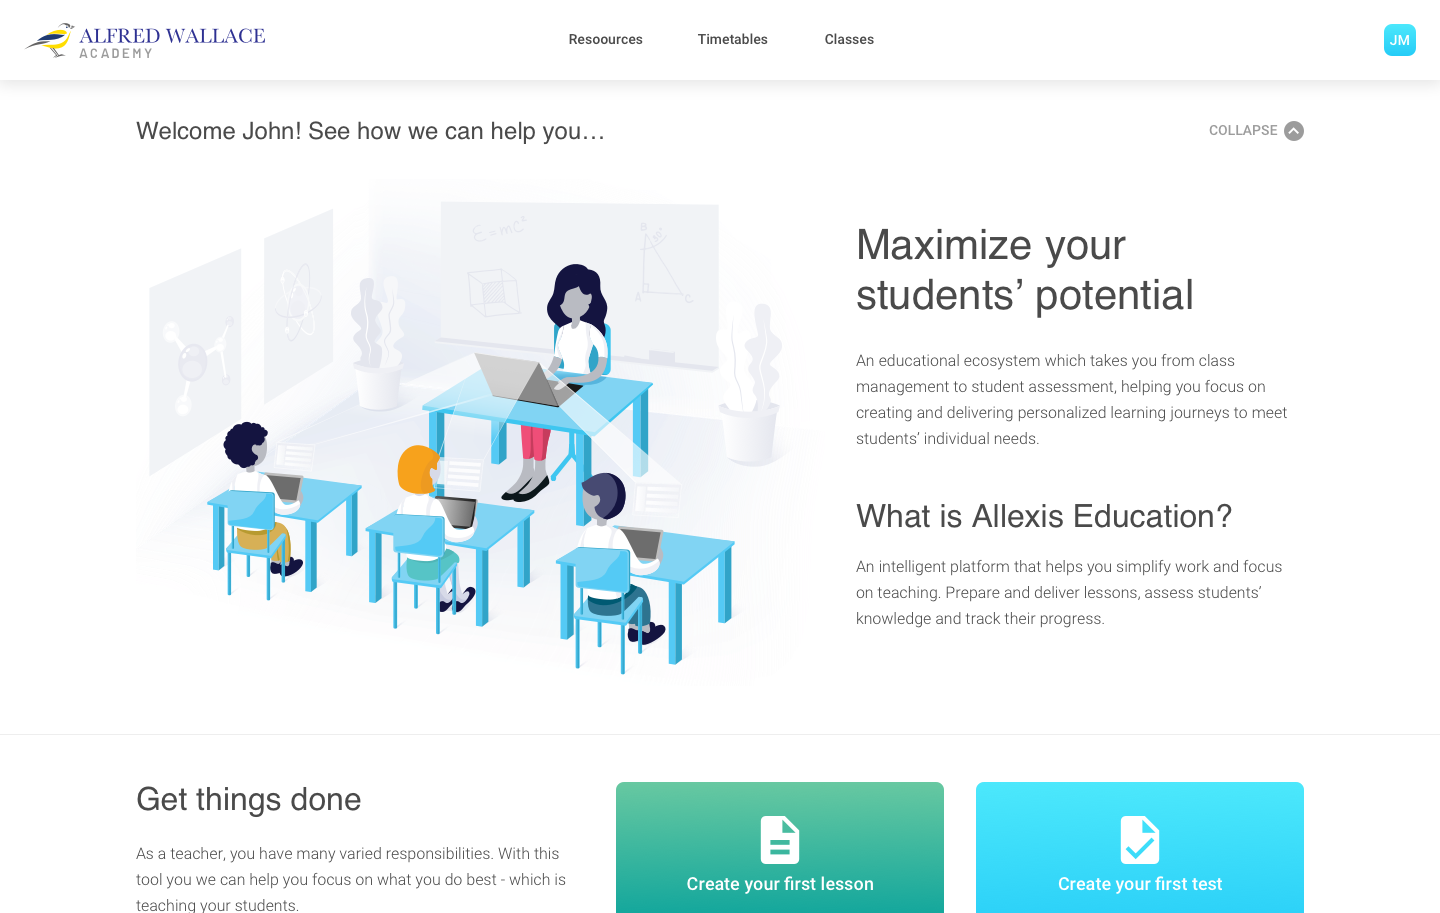 ALFRED WALLACE
ACADEMY
Resoources
Timetables
Classes
JM
Welcome John! See how we can help you...
COLLAPSE
E = mc²
B
30°
A
C
Maximize your
students’ potential
An educational ecosystem which takes you from class
management to student assessment, helping you focus on
creating and delivering personalized learning journeys to meet
students’ individual needs.
What is Allexis Education?
An intelligent platform that helps you simplify work and focus
on teaching. Prepare and deliver lessons, assess students’
knowledge and track their progress.
Get things done
As a teacher, you have many varied responsibilities. With this
tool you we can help you focus on what you do best - which is
teaching your students.
Create your first lesson
Create your first test